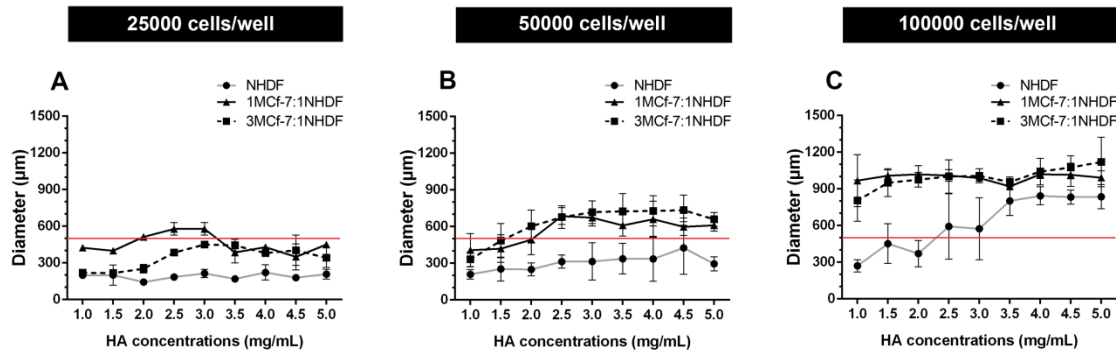 25000 cells/well
50000 cells/well
100000 cells/well
A
NHDF
1MCf-7:1NHDF
3MCf-7:1NHDF
1500
1200
900
600
300
0
Diameter (µm)
1.0 1.5 2.0 2.5 3.0 3.5 4.0 4.5 5.0
HA concentrations (mg/mL)
B
NHDF
1MCf-7:1NHDF
3MCf-7:1NHDF
1500
1200
900
600
300
0
Diameter (µm)
1.0 1.5 2.0 2.5 3.0 3.5 4.0 4.5 5.0
HA concentrations (mg/mL)
C
NHDF
1MCf-7:1NHDF
3MCf-7:1NHDF
1500
1200
900
600
300
0
Diameter (µm)
1.0 1.5 2.0 2.5 3.0 3.5 4.0 4.5 5.0
HA concentrations (mg/mL)